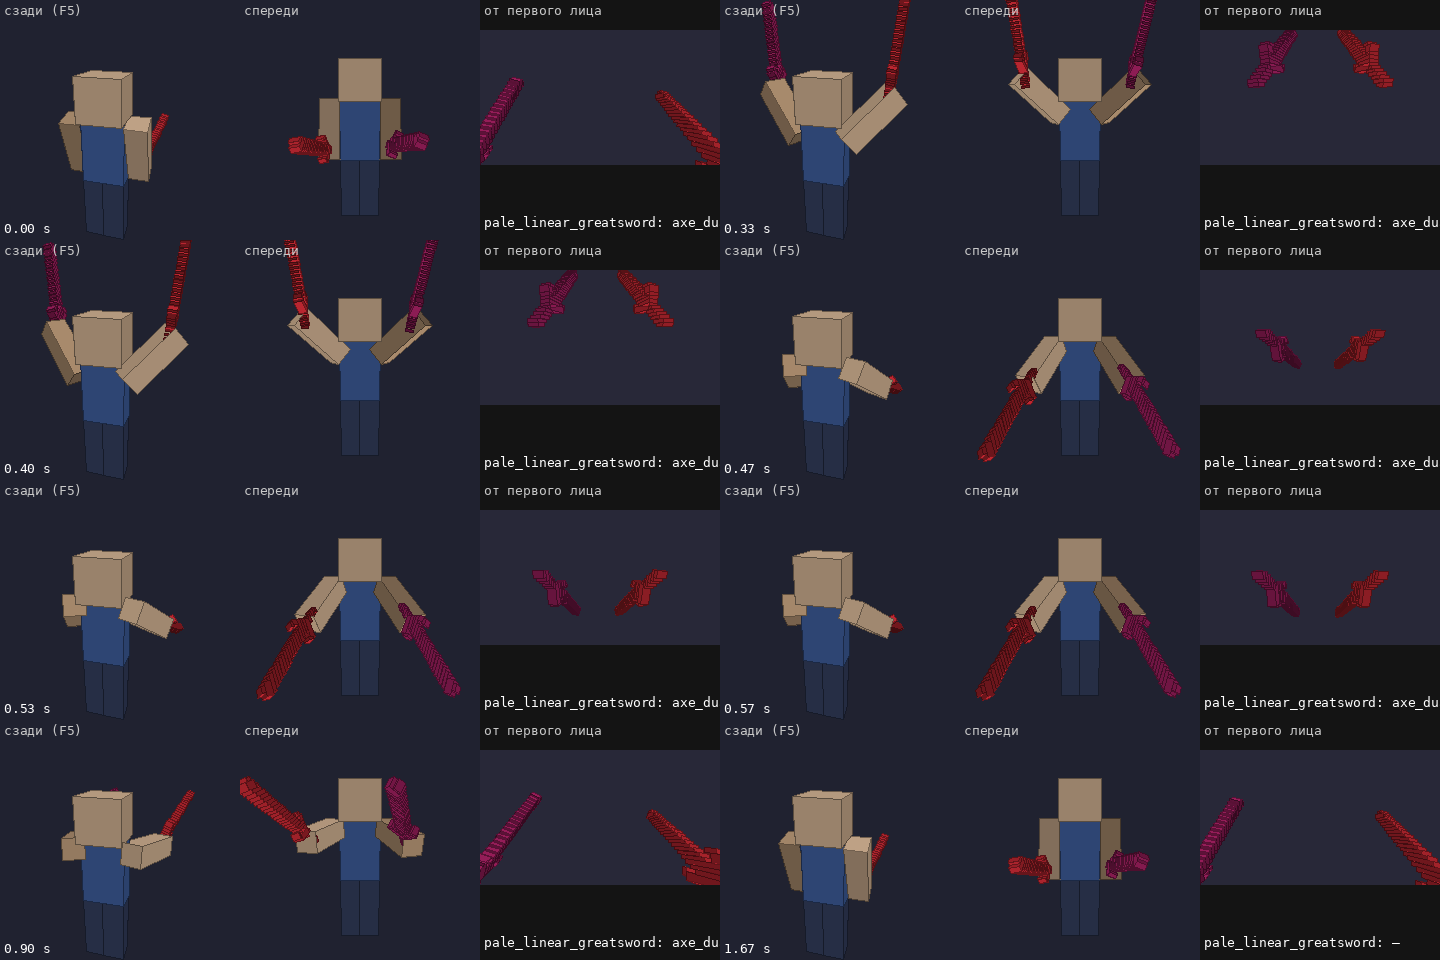 сзади (F5) спереди от первого лица
0.00 s pale_linear_greatsword: axe_du
сзади (F5) спереди от первого лица
0.33 s pale_linear_greatsword: axe_du
сзади (F5) спереди от первого лица
0.40 s pale_linear_greatsword: axe_du
сзади (F5) спереди от первого лица
0.47 s pale_linear_greatsword: axe_du
сзади (F5) спереди от первого лица
0.53 s pale_linear_greatsword: axe_du
сзади (F5) спереди от первого лица
0.57 s pale_linear_greatsword: axe_du
сзади (F5) спереди от первого лица
0.90 s pale_linear_greatsword: axe_du
сзади (F5) спереди от первого лица
1.67 s pale_linear_greatsword: —